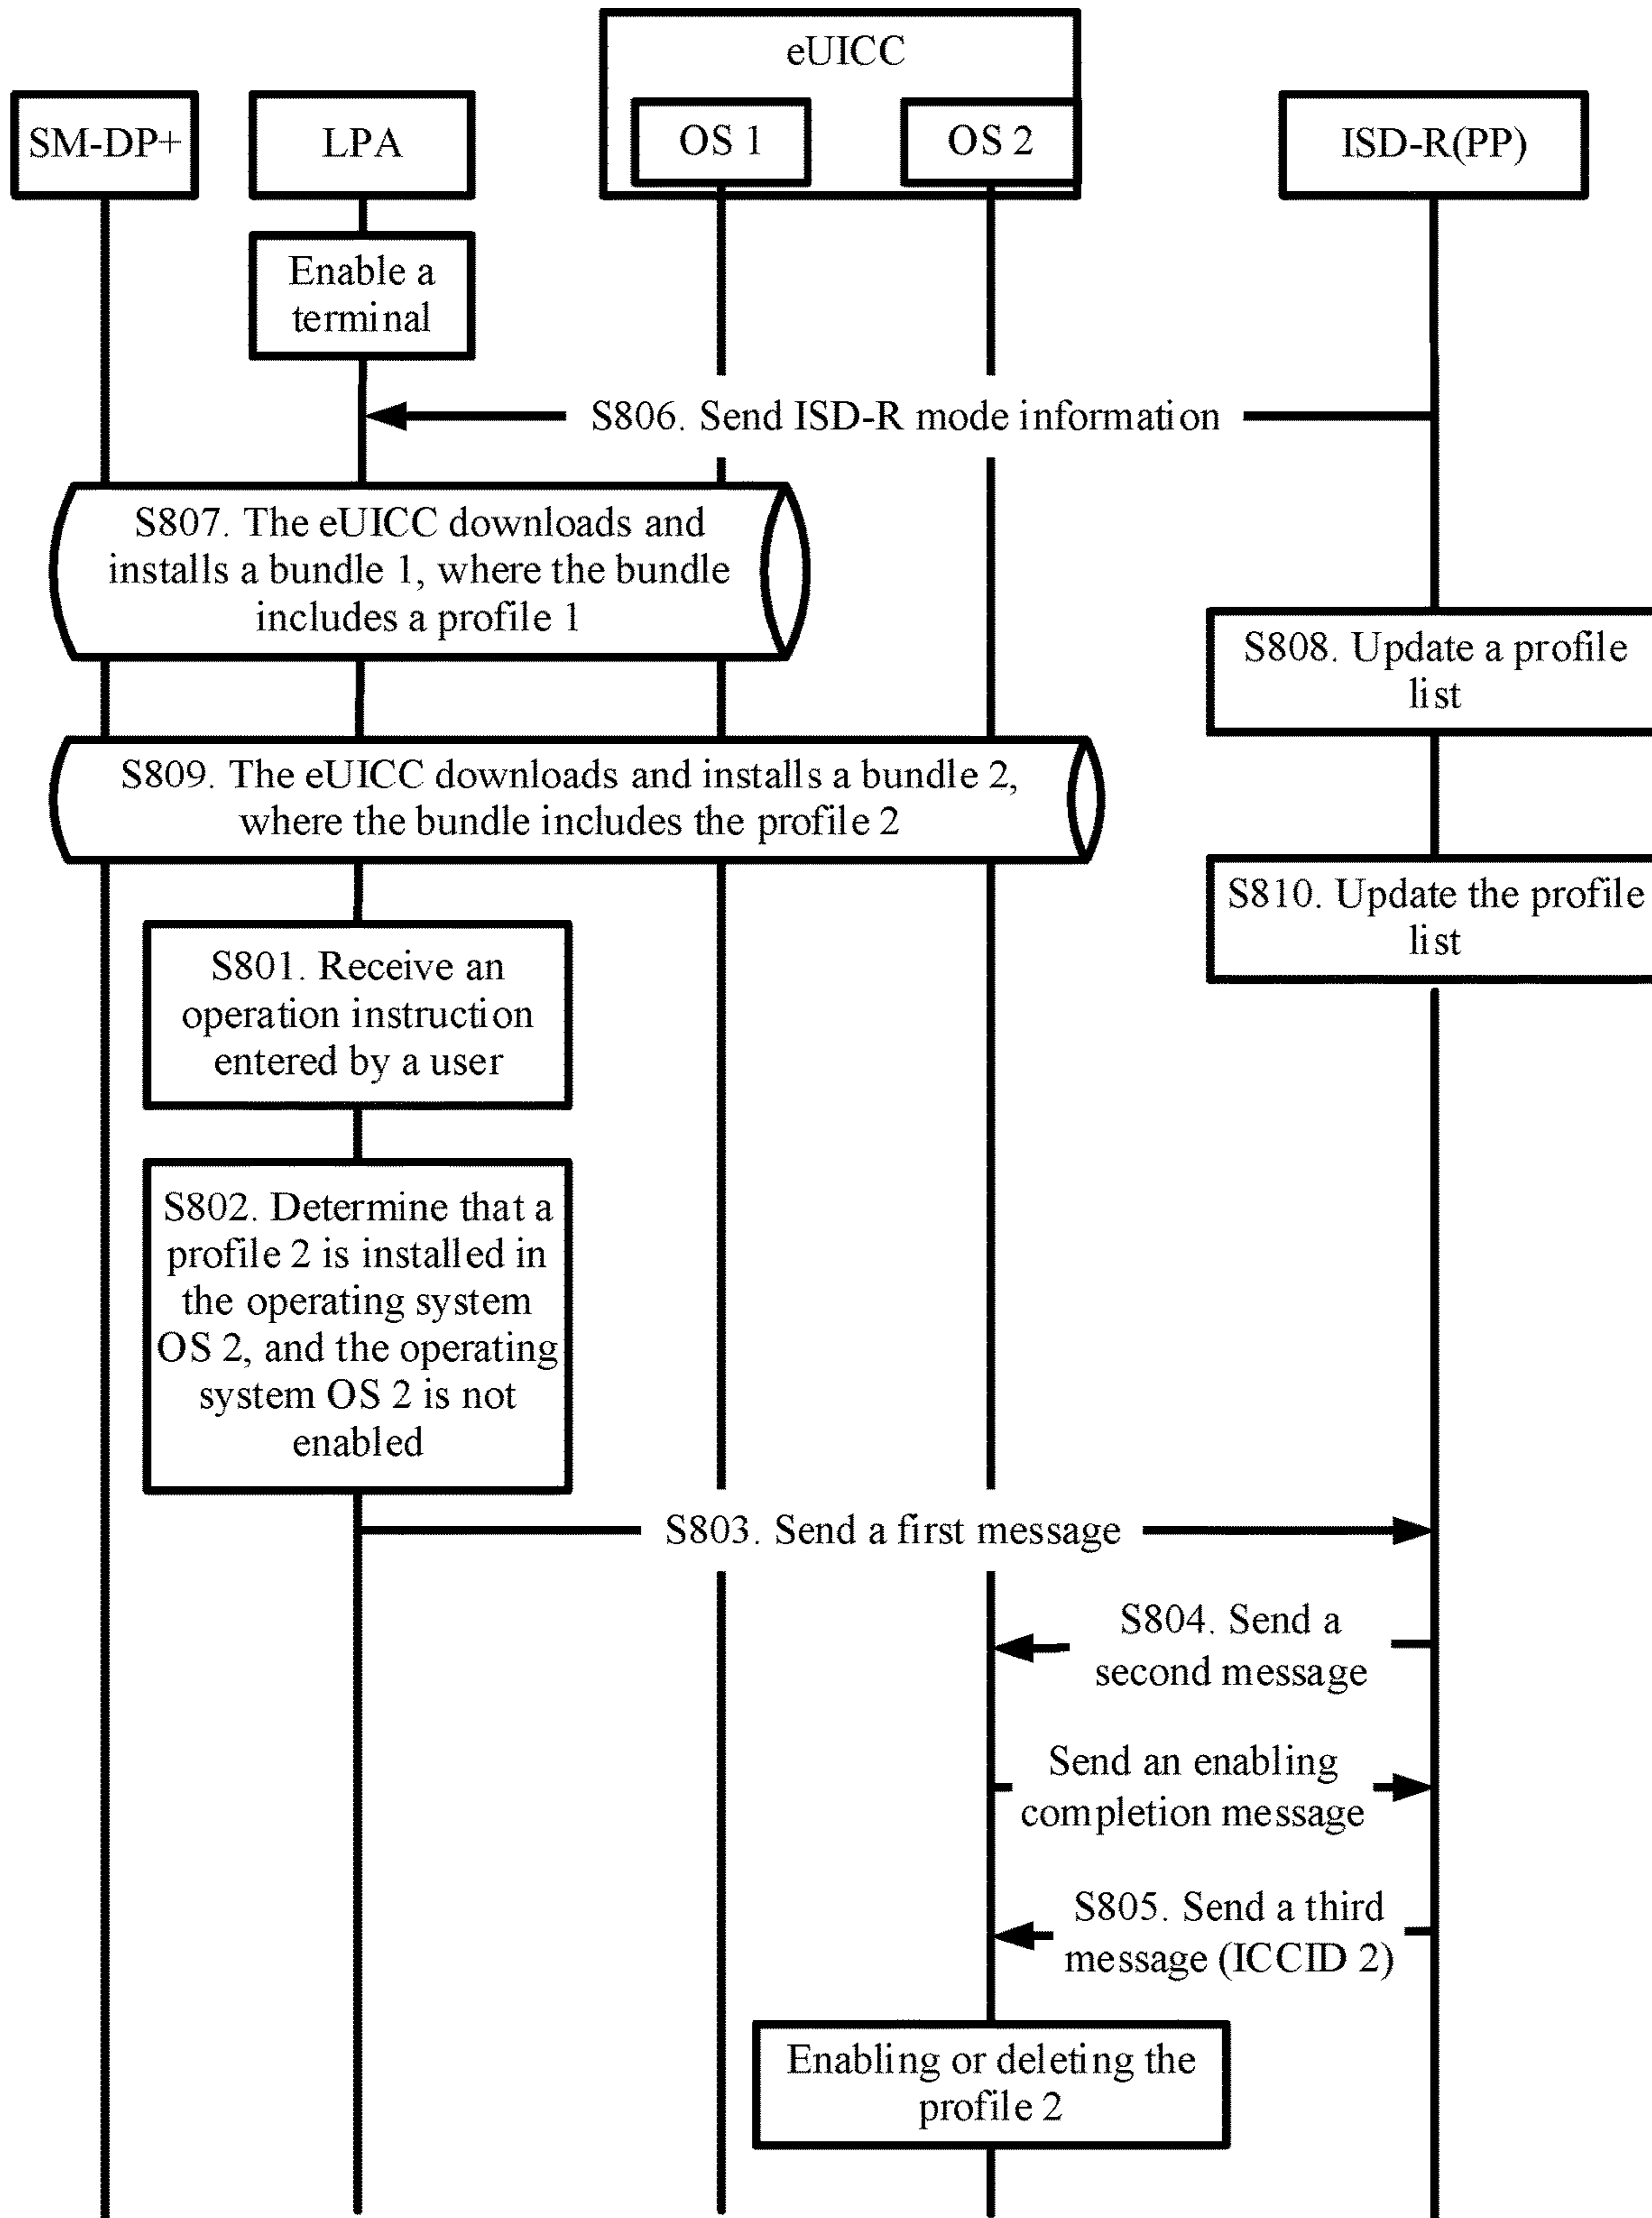 eUICC
SM-DP+
LPA
OS 1
OS 2
ISD-R(PP)
Enable a
terminal
S806. Send ISD-R mode information
S807. The eUICC downloads and
installs a bundle 1, where the bundle
includes a profile 1
S808. Update a profile
list
S809. The eUICC downloads and installs a bundle 2,
where the bundle includes the profile 2
S810. Update the profile
list
S801. Receive an
operation instruction
entered by a user
S802. Determine that a
profile 2 is installed in
the operating system
OS 2, and the operating
system OS 2 is not
enabled
S803. Send a first message
S804. Send a
second message
Send an enabling
completion message
S805. Send a third
message (ICCID 2)
Enabling or deleting the
profile 2